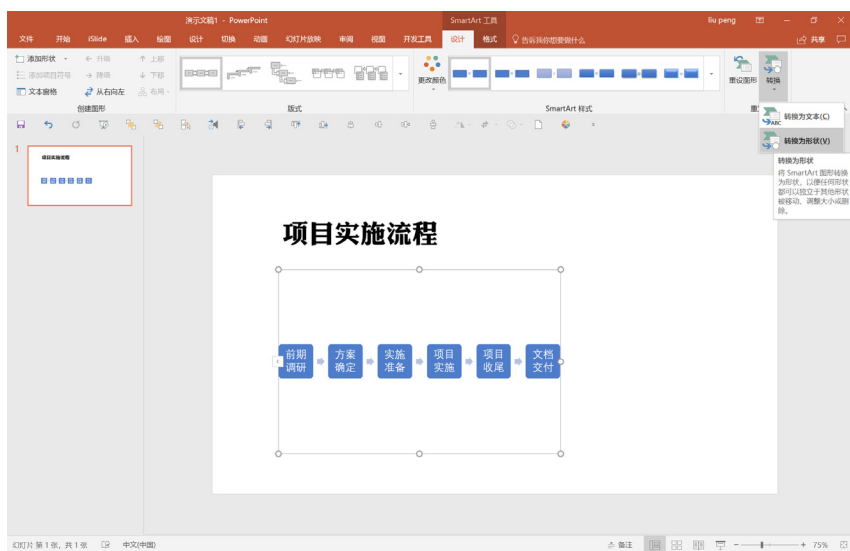 演示文稿1 - PowerPoint
SmartArt 工具
liu peng
文件 开始 iSlide 插入 绘图 设计 切换 动画 幻灯片放映 审阅 视图 开发工具 设计 格式 告诉我你想要做什么 共享
添加形状 升级 上移
添加项目符号 降级 下移
文本窗格 从右向左 布局
更改颜色
重设图形 转换
创建图形 版式 SmartArt 样式
转换为文本(C)
转换为形状(V)
转换为形状
将 SmartArt 图形转换
为形状，以便任何形状
都可以独立于其他形状
被移动、调整大小或删
除。
1
项目实施流程
项目实施流程
前期
调研
方案
确定
实施
准备
项目
实施
项目
收尾
文档
交付
幻灯片 第 1 张，共 1 张 中文(中国) 备注 75%